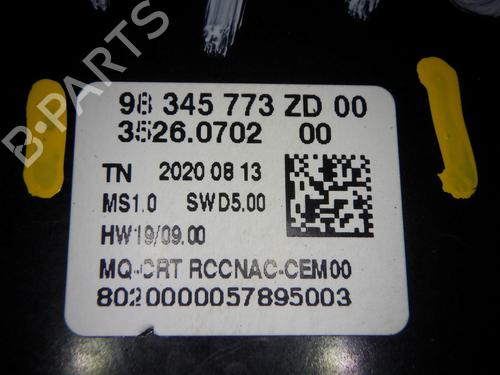 98 345 773 ZD 00
3526.0702 00
TN 2020 08 13
MS1.0 SWD5.00
HW19/09.00
MQ-CRT RCCNAC-CEM00
8020000057895003
B-PARTS